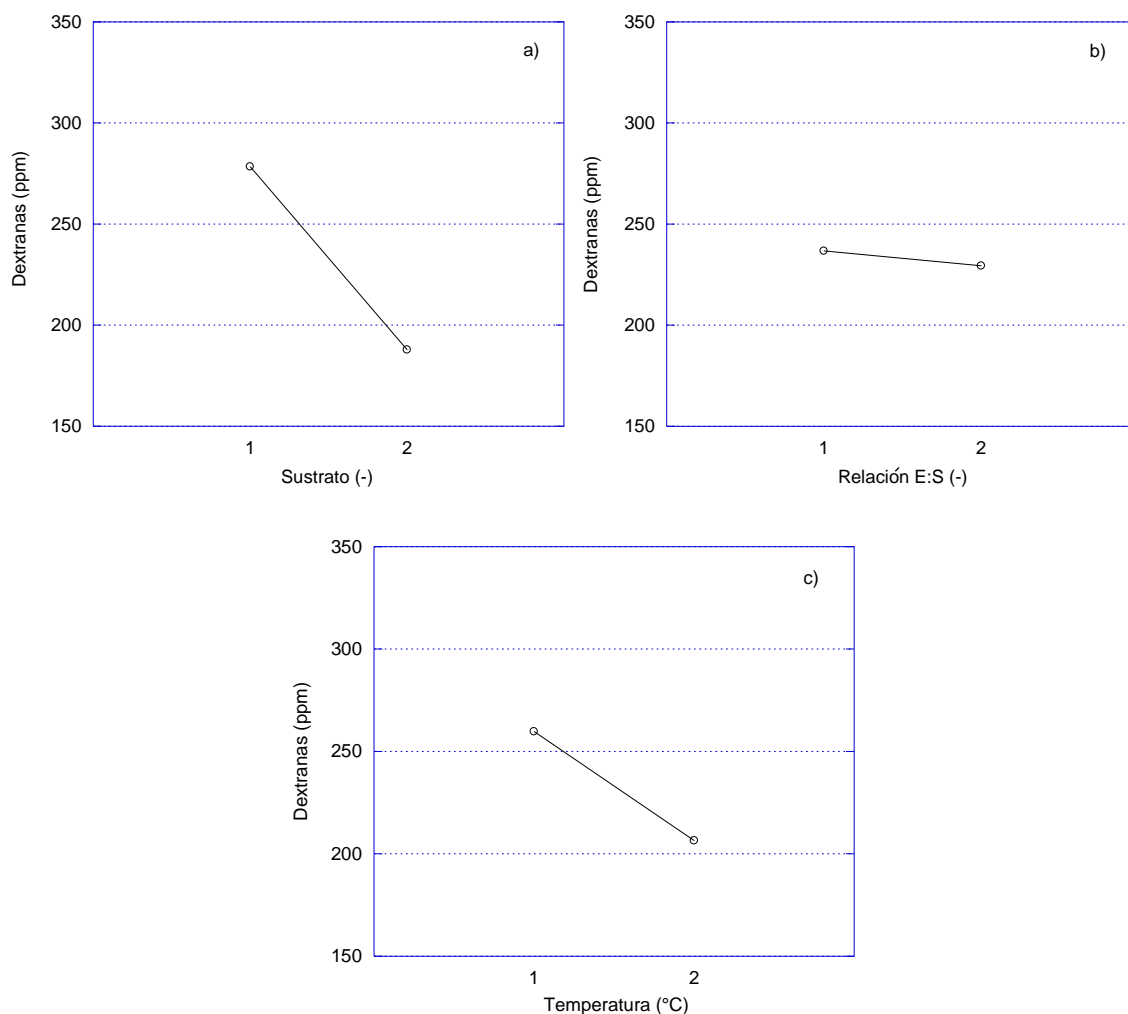 350
300
250
200
150
Dextranas (ppm)
a)
1 2
Sustrato (-)
350
300
250
200
150
Dextranas (ppm)
b)
1 2
Relación E:S (-)
350
300
250
200
150
Dextranas (ppm)
c)
1 2
Temperatura (°C)